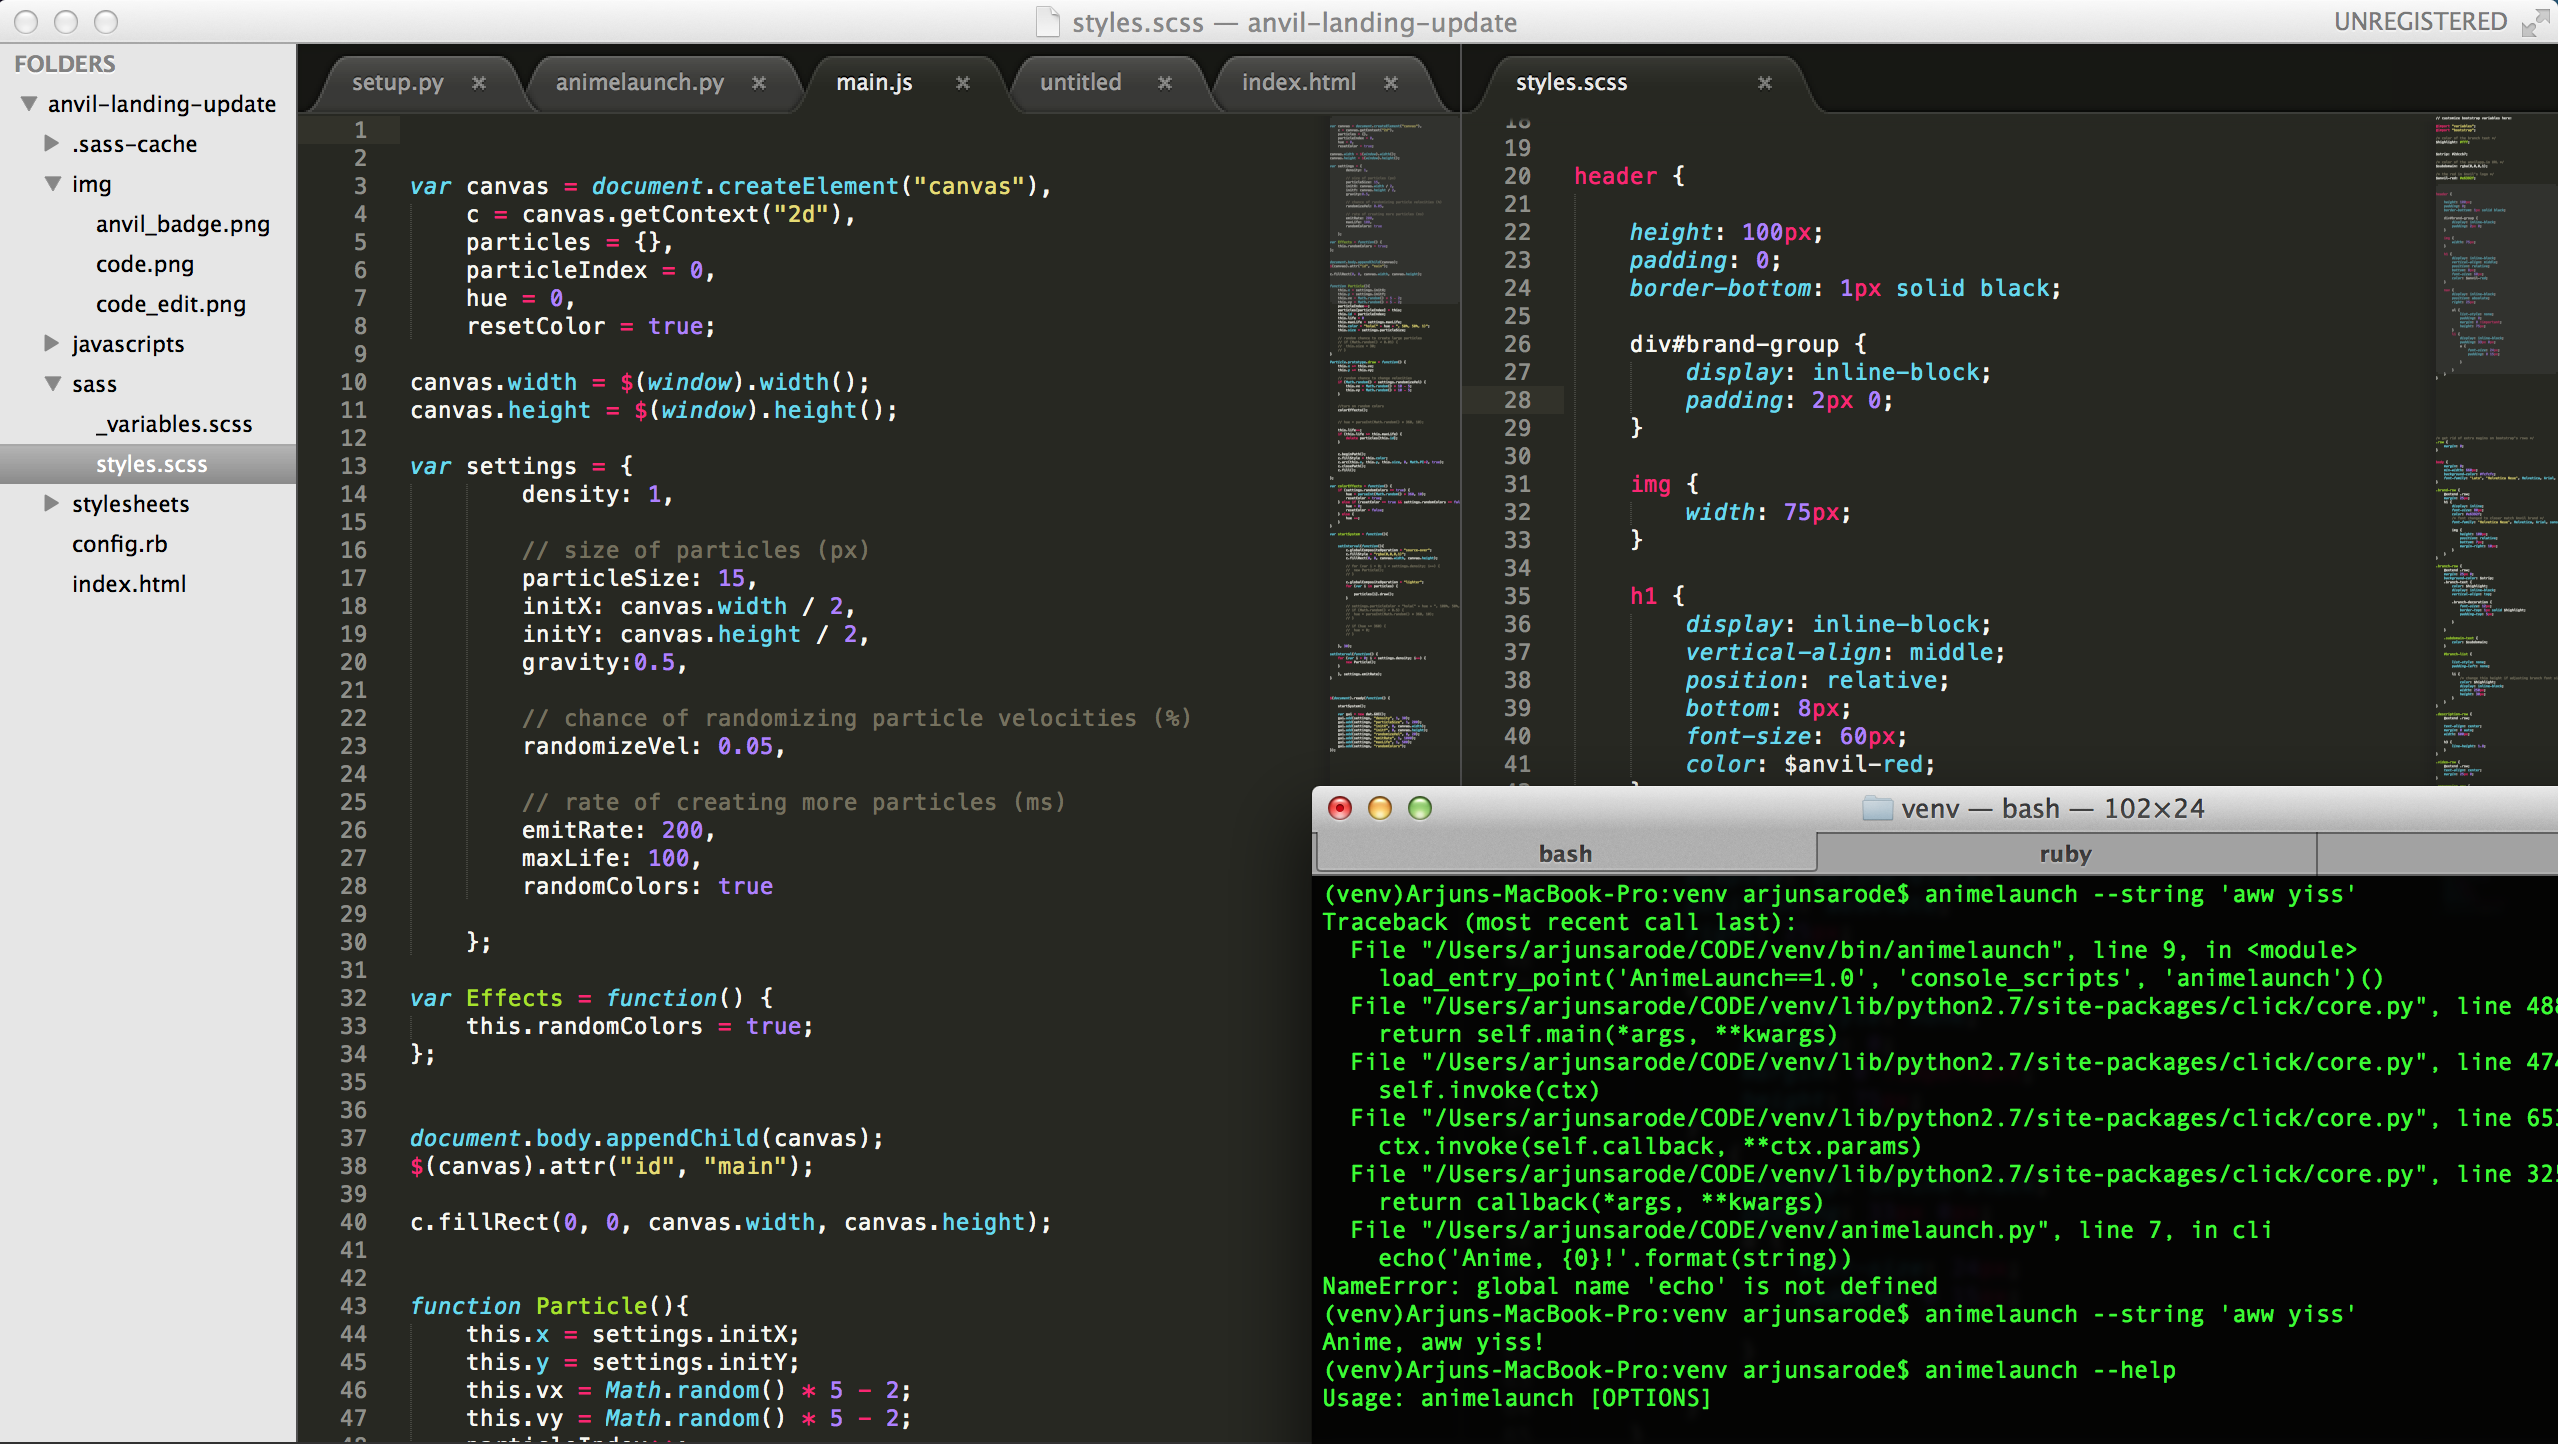 styles.scss — anvil-landing-update
UNREGISTERED
FOLDERS
anvil-landing-update
.sass-cache
img
anvil_badge.png
code.png
code_edit.png
javascripts
sass
_variables.scss
styles.scss
stylesheets
config.rb
index.html
setup.py
animelaunch.py
main.js
untitled
index.html
1
2
3 var canvas = document.createElement("canvas"),
4 c = canvas.getContext("2d"),
5 particles = {},
6 particleIndex = 0,
7 hue = 0,
8 resetColor = true;
9
10 canvas.width = $(window).width();
11 canvas.height = $(window).height();
12
13 var settings = {
14 density: 1,
15
16 // size of particles (px)
17 particleSize: 15,
18 initX: canvas.width / 2,
19 initY: canvas.height / 2,
20 gravity:0.5,
21
22 // chance of randomizing particle velocities (%)
23 randomizeVel: 0.05,
24
25 // rate of creating more particles (ms)
26 emitRate: 200,
27 maxLife: 100,
28 randomColors: true
29
30 };
31
32 var Effects = function() {
33 this.randomColors = true;
34 };
35
36
37 document.body.appendChild(canvas);
38 $(canvas).attr("id", "main");
39
40 c.fillRect(0, 0, canvas.width, canvas.height);
41
42
43 function Particle(){
44 this.x = settings.initX;
45 this.y = settings.initY;
46 this.vx = Math.random() * 5 - 2;
47 this.vy = Math.random() * 5 - 2;
styles.scss
18
19
20 header {
21
22 height: 100px;
23 padding: 0;
24 border-bottom: 1px solid black;
25
26 div#brand-group {
27 display: inline-block;
28 padding: 2px 0;
29 }
30
31 img {
32 width: 75px;
33 }
34
35 h1 {
36 display: inline-block;
37 vertical-align: middle;
38 position: relative;
39 bottom: 8px;
40 font-size: 60px;
41 color: $anvil-red;
venv — bash — 102×24
bash
ruby
(venv)Arjuns-MacBook-Pro:venv arjunsarode$ animelaunch --string 'aww yiss'
Traceback (most recent call last):
File "/Users/arjunsarode/CODE/venv/bin/animelaunch", line 9, in <module>
load_entry_point('AnimeLaunch==1.0', 'console_scripts', 'animelaunch')()
File "/Users/arjunsarode/CODE/venv/lib/python2.7/site-packages/click/core.py", line 488
return self.main(*args, **kwargs)
File "/Users/arjunsarode/CODE/venv/lib/python2.7/site-packages/click/core.py", line 474
self.invoke(ctx)
File "/Users/arjunsarode/CODE/venv/lib/python2.7/site-packages/click/core.py", line 653
ctx.invoke(self.callback, **ctx.params)
File "/Users/arjunsarode/CODE/venv/lib/python2.7/site-packages/click/core.py", line 325
return callback(*args, **kwargs)
File "/Users/arjunsarode/CODE/venv/animelaunch.py", line 7, in cli
echo('Anime, {0}!'.format(string))
NameError: global name 'echo' is not defined
(venv)Arjuns-MacBook-Pro:venv arjunsarode$ animelaunch --string 'aww yiss'
Anime, aww yiss!
(venv)Arjuns-MacBook-Pro:venv arjunsarode$ animelaunch --help
Usage: animelaunch [OPTIONS]